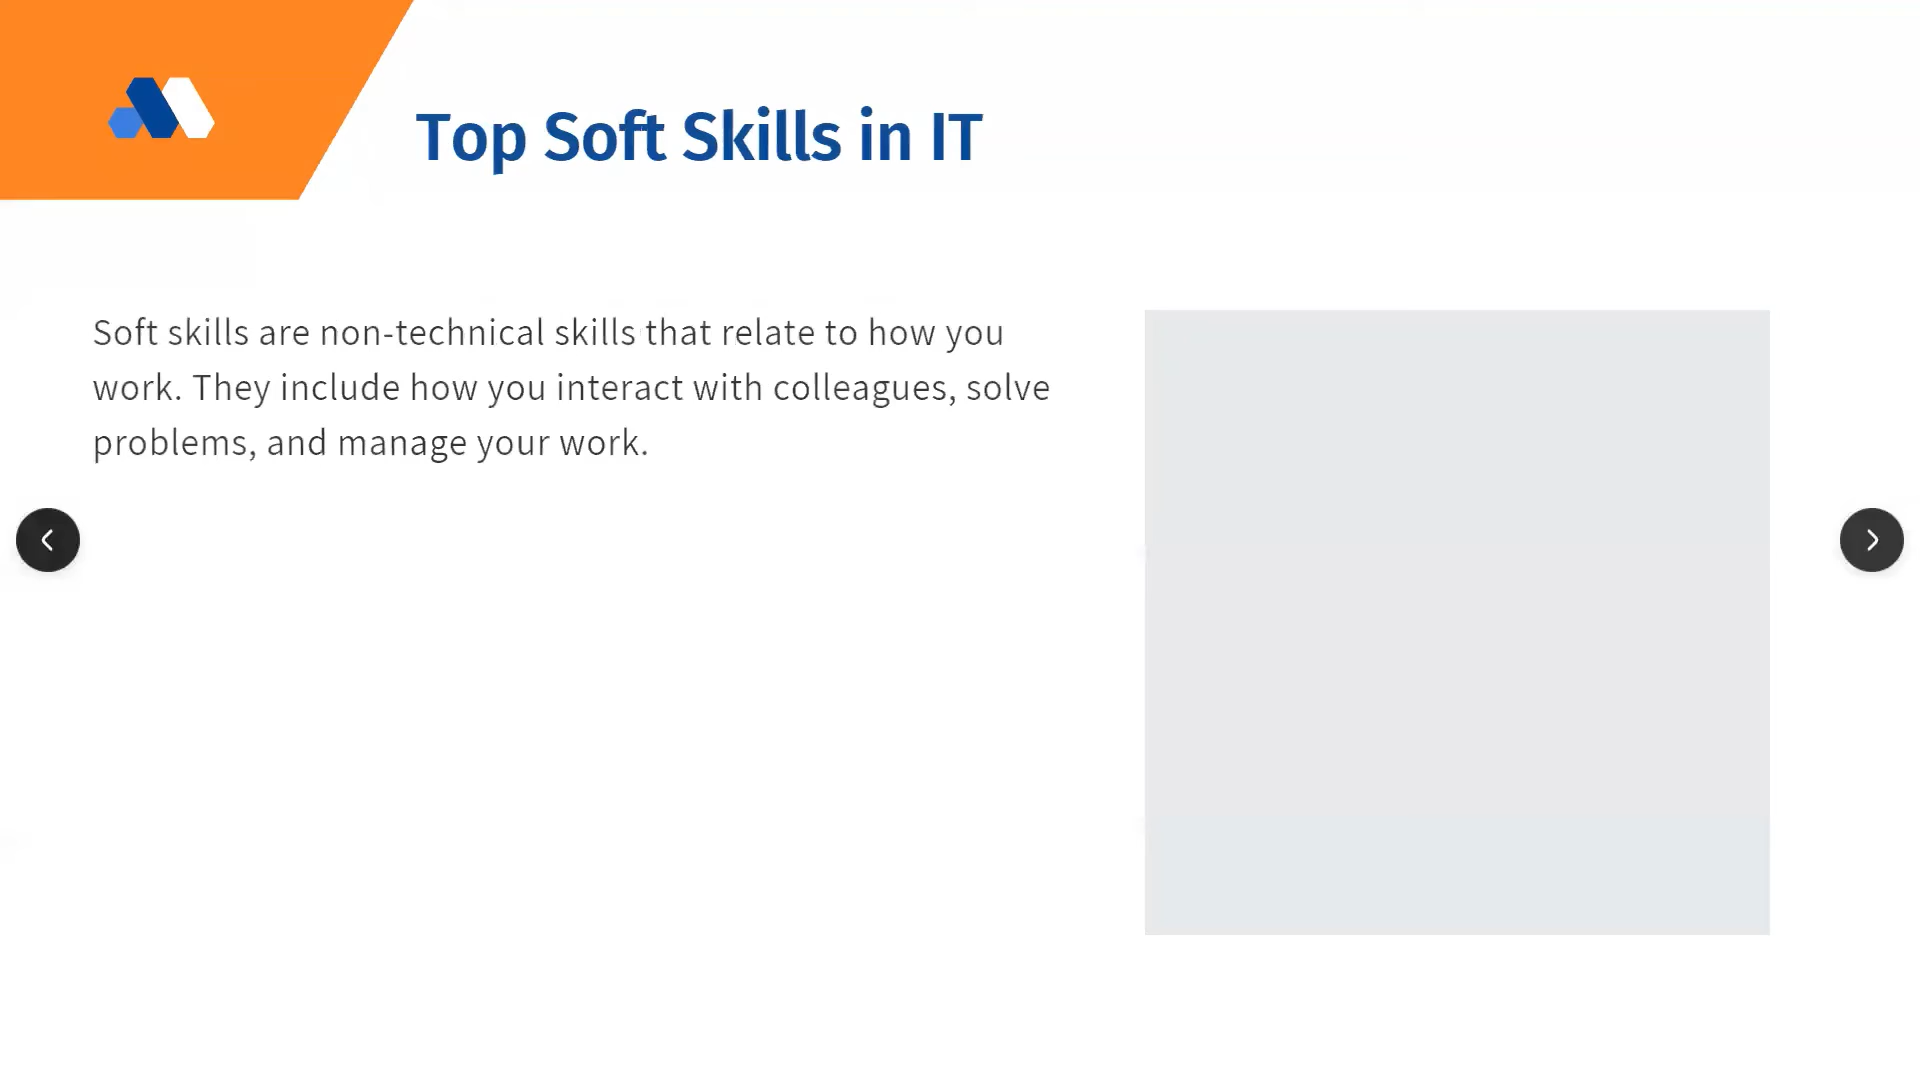 Top Soft Skills in IT
Soft skills are non-technical skills that relate to how you
work. They include how you interact with colleagues, solve
problems, and manage your work.